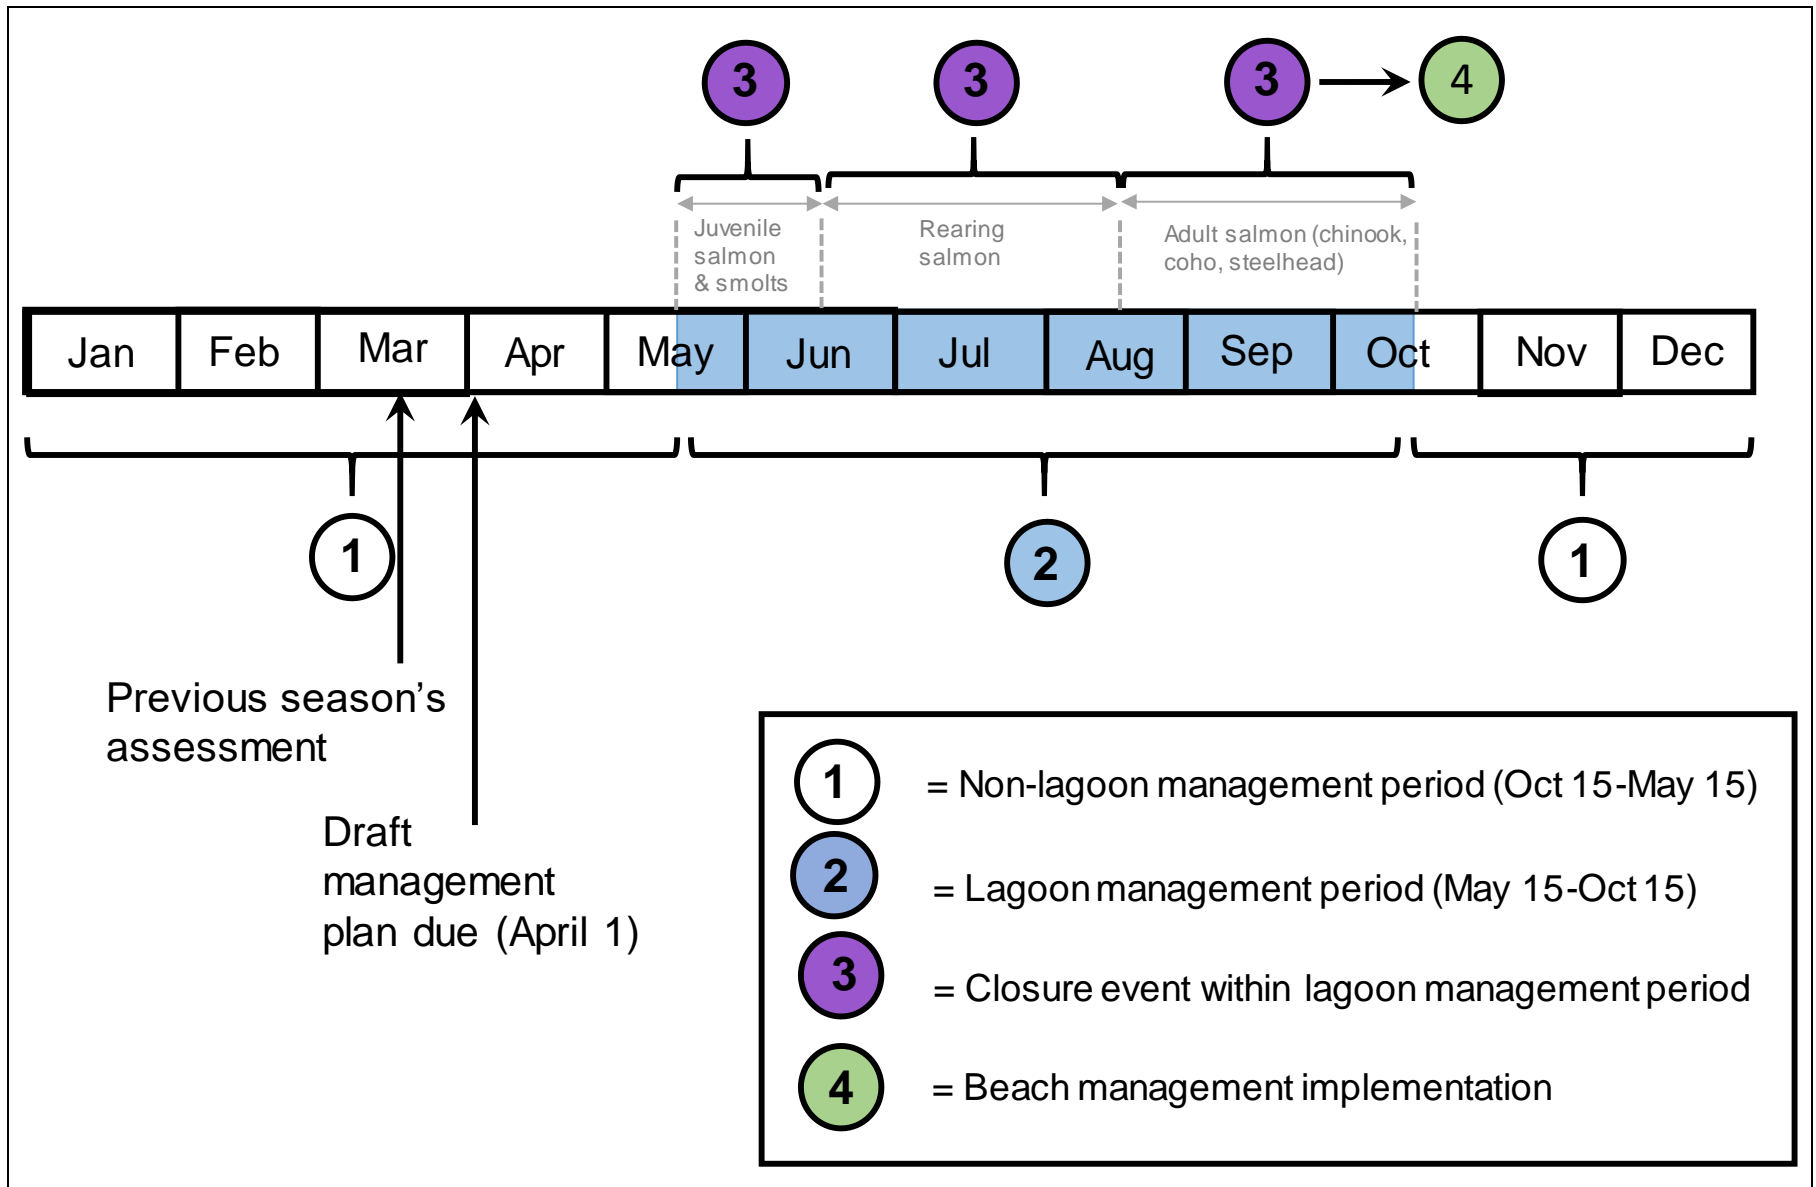 3
3
3
4
Juvenile
salmon
& smolts
Rearing
salmon
Adult salmon (chinook,
coho, steelhead)
Jan
Feb
Mar
Apr
May
Jun
Jul
Aug
Sep
Oct
Nov
Dec
1
2
1
Previous season’s
assessment
Draft
management
plan due (April 1)
1 = Non-lagoon management period (Oct 15-May 15)
2 = Lagoon management period (May 15-Oct 15)
3 = Closure event within lagoon management period
4 = Beach management implementation